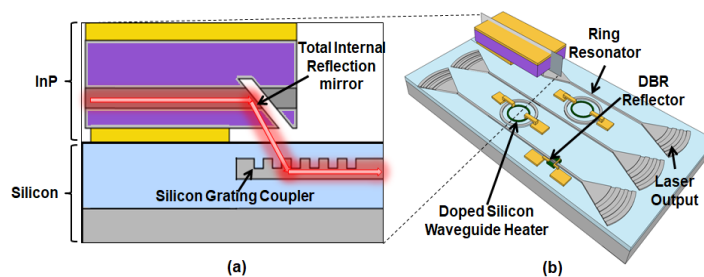 InP
Total Internal
Reflection
mirror
Silicon
Silicon Grating Coupler
(a)
Ring
Resonator
DBR
Reflector
Laser
Output
Doped Silicon
Waveguide Heater
(b)